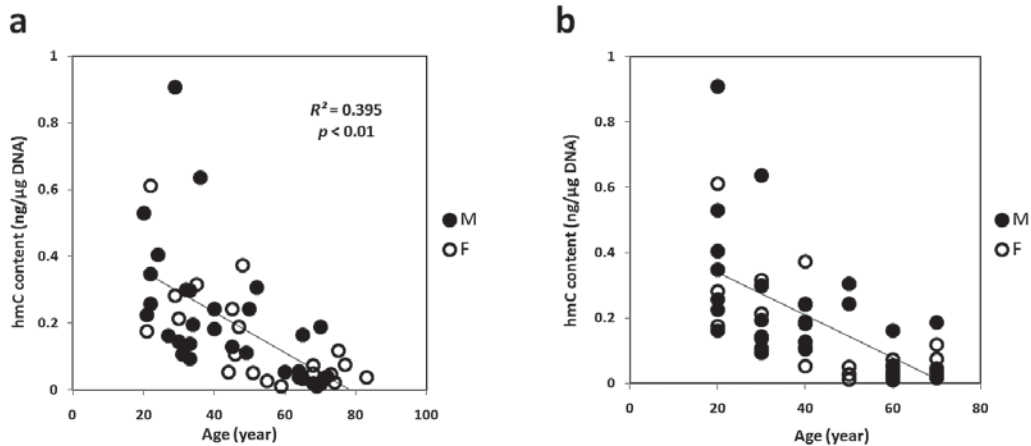 a
1
0.8
0.6
0.4
0.2
0
hmC content (ng/µg DNA)
R² = 0.395
p < 0.01
0 20 40 60 80 100
Age (year)
M
F
b
1
0.8
0.6
0.4
0.2
0
hmC content (ng/µg DNA)
0 20 40 60 80
Age (year)
M
F